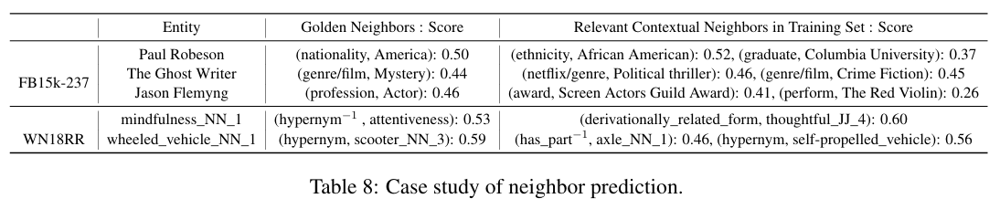 Entity Golden Neighbors : Score Relevant Contextual Neighbors in Training Set : Score
FB15k-237
Paul Robeson (nationality, America): 0.50 (ethnicity, African American): 0.52, (graduate, Columbia University): 0.37
The Ghost Writer (genre/film, Mystery): 0.44 (netflix/genre, Political thriller): 0.46, (genre/film, Crime Fiction): 0.45
Jason Flemyng (profession, Actor): 0.46 (award, Screen Actors Guild Award): 0.41, (perform, The Red Violin): 0.26
WN18RR
mindfulness_NN_1 (hypernym⁻¹ , attentiveness): 0.53 (derivationally_related_form, thoughtful_JJ_4): 0.60
wheeled_vehicle_NN_1 (hypernym, scooter_NN_3): 0.59 (has_part⁻¹, axle_NN_1): 0.46, (hypernym, self-propelled_vehicle): 0.56
Table 8: Case study of neighbor prediction.